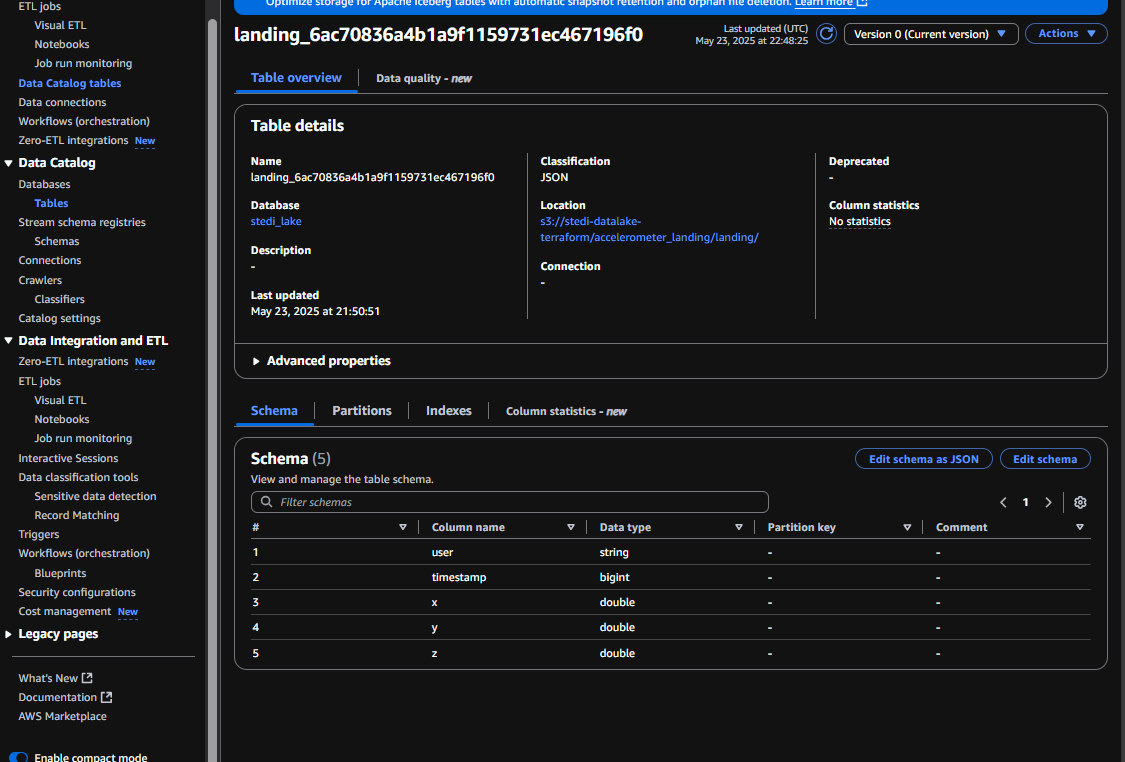 ETL jobs
Visual ETL
Notebooks
Job run monitoring
Data Catalog tables
Data connections
Workflows (orchestration)
Zero-ETL integrations New
Data Catalog
Databases
Tables
Stream schema registries
Schemas
Connections
Crawlers
Classifiers
Catalog settings
Data Integration and ETL
Zero-ETL integrations New
ETL jobs
Visual ETL
Notebooks
Job run monitoring
Interactive Sessions
Data classification tools
Sensitive data detection
Record Matching
Triggers
Workflows (orchestration)
Blueprints
Security configurations
Cost management New
Legacy pages
What's New
Documentation
AWS Marketplace
Enable compact mode
Optimize storage for Apache Iceberg tables with automatic snapshot retention and orphan file deletion. Learn more
landing_6ac70836a4b1a9f1159731ec467196f0
Last updated (UTC)
May 23, 2025 at 22:48:25
Version 0 (Current version)
Actions
Table overview
Data quality - new
Table details
Name
landing_6ac70836a4b1a9f1159731ec467196f0
Database
stedi_lake
Description
-
Last updated
May 23, 2025 at 21:50:51
Classification
JSON
Location
s3://stedi-datalake-
terraform/accelerometer_landing/landing/
Connection
-
Deprecated
-
Column statistics
No statistics
Advanced properties
Schema
Partitions
Indexes
Column statistics - new
Schema (5)
View and manage the table schema.
Edit schema as JSON
Edit schema
Filter schemas
1
# Column name Data type Partition key Comment
1 user string - -
2 timestamp bigint - -
3 x double - -
4 y double - -
5 z double - -